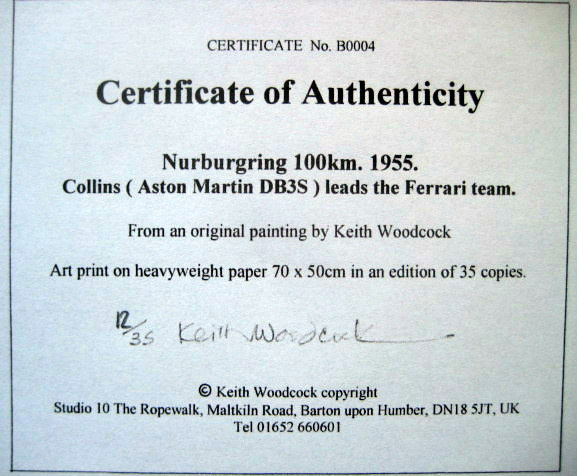 CERTIFICATE No. B0004
Certificate of Authenticity
Nurburgring 100km. 1955.
Collins ( Aston Martin DB3S ) leads the Ferrari team.
From an original painting by Keith Woodcock
Art print on heavyweight paper 70 x 50cm in an edition of 35 copies.
12/35 Keith Woodcock
© Keith Woodcock copyright
Studio 10 The Ropewalk, Maltkiln Road, Barton upon Humber, DN18 5JT, UK
Tel 01652 660601